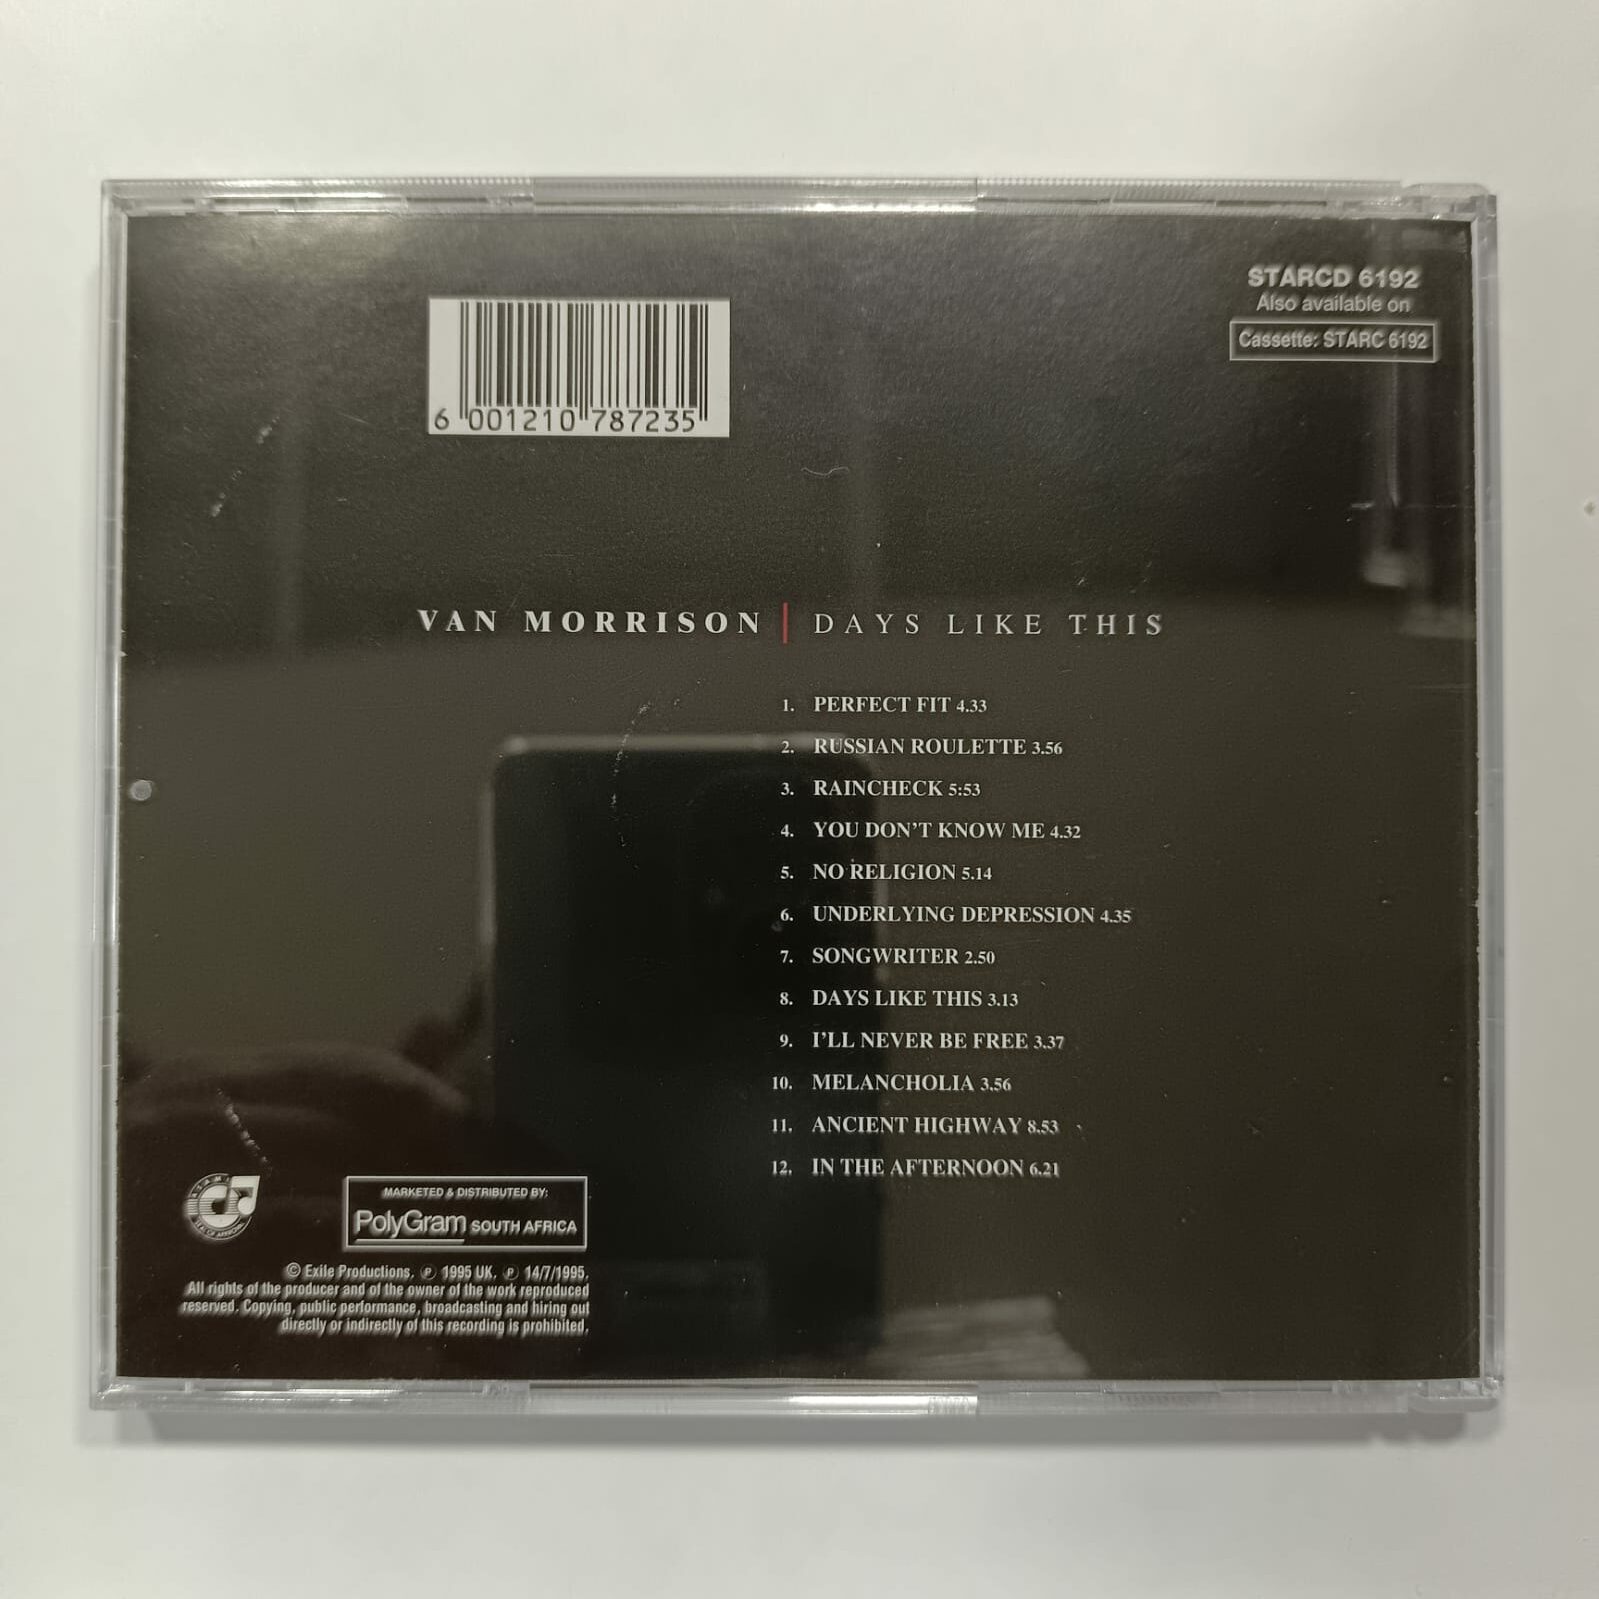 STARCD 6192
Also available on
Cassette: STARC 6192
6 001210 787235
VAN MORRISON | DAYS LIKE THIS
1. PERFECT FIT 4.33
2. RUSSIAN ROULETTE 3.56
3. RAINCHECK 5:53
4. YOU DON'T KNOW ME 4.32
5. NO RELIGION 5.14
6. UNDERLYING DEPRESSION 4.35
7. SONGWRITER 2.50
8. DAYS LIKE THIS 3.13
9. I'LL NEVER BE FREE 3.37
10. MELANCHOLIA 3.56
11. ANCIENT HIGHWAY 8.53
12. IN THE AFTERNOON 6.21
MARKETED & DISTRIBUTED BY:
PolyGram SOUTH AFRICA
© Exile Productions. ℗ 1995 UK. ℗ 14/7/1995.
All rights of the producer and of the owner of the work reproduced
reserved. Copying, public performance, broadcasting and hiring out
directly or indirectly of this recording is prohibited.